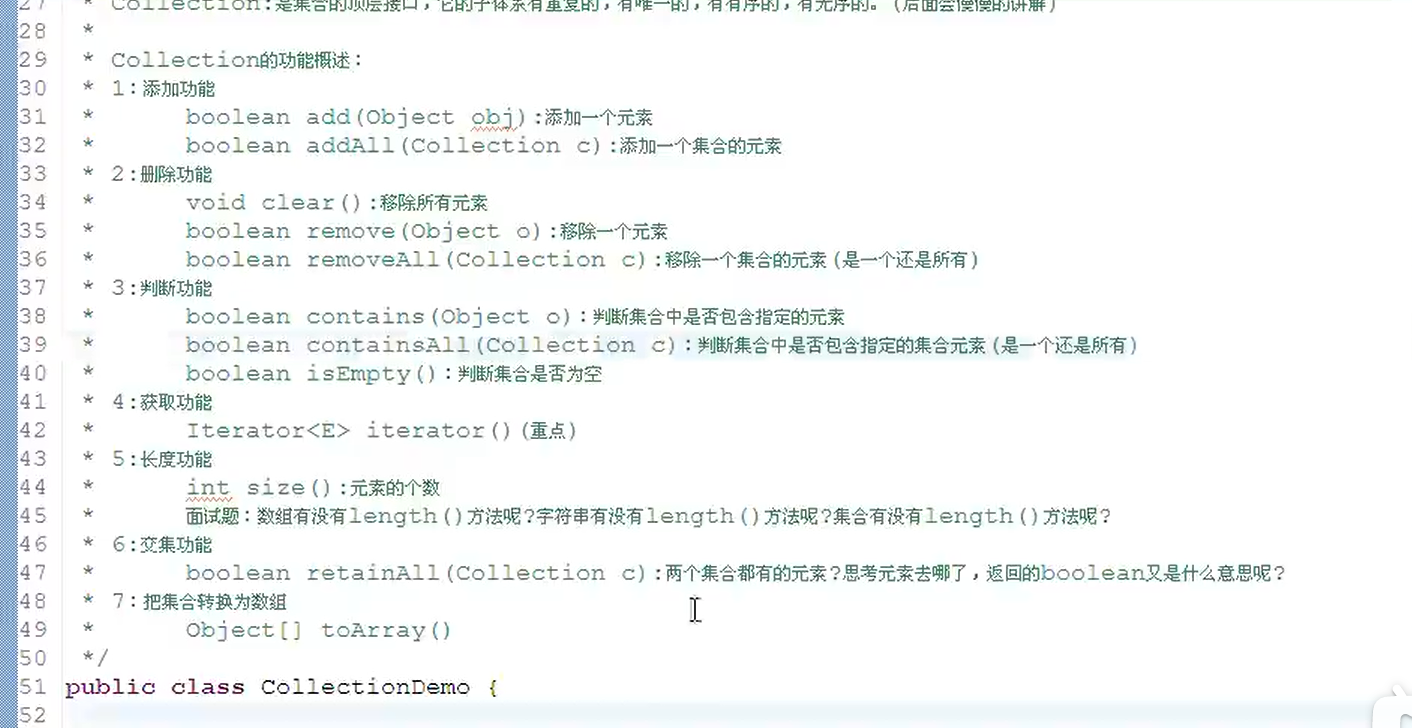 27 * Collection:是集合的顶层接口，它的子体系有重复的，有唯一的，有有序的，有无序的。(后面会慢慢的讲解)
28 *
29 * Collection的功能概述：
30 * 1：添加功能
31 * boolean add(Object obj):添加一个元素
32 * boolean addAll(Collection c):添加一个集合的元素
33 * 2:删除功能
34 * void clear():移除所有元素
35 * boolean remove(Object o):移除一个元素
36 * boolean removeAll(Collection c):移除一个集合的元素(是一个还是所有)
37 * 3:判断功能
38 * boolean contains(Object o)：判断集合中是否包含指定的元素
39 * boolean containsAll(Collection c)：判断集合中是否包含指定的集合元素(是一个还是所有)
40 * boolean isEmpty()：判断集合是否为空
41 * 4:获取功能
42 * Iterator<E> iterator()(重点)
43 * 5:长度功能
44 * int size():元素的个数
45 * 面试题：数组有没有length()方法呢?字符串有没有length()方法呢?集合有没有length()方法呢?
46 * 6:交集功能
47 * boolean retainAll(Collection c):两个集合都有的元素?思考元素去哪了，返回的boolean又是什么意思呢?
48 * 7：把集合转换为数组
49 * Object[] toArray()
50 */
51 public class CollectionDemo {
52